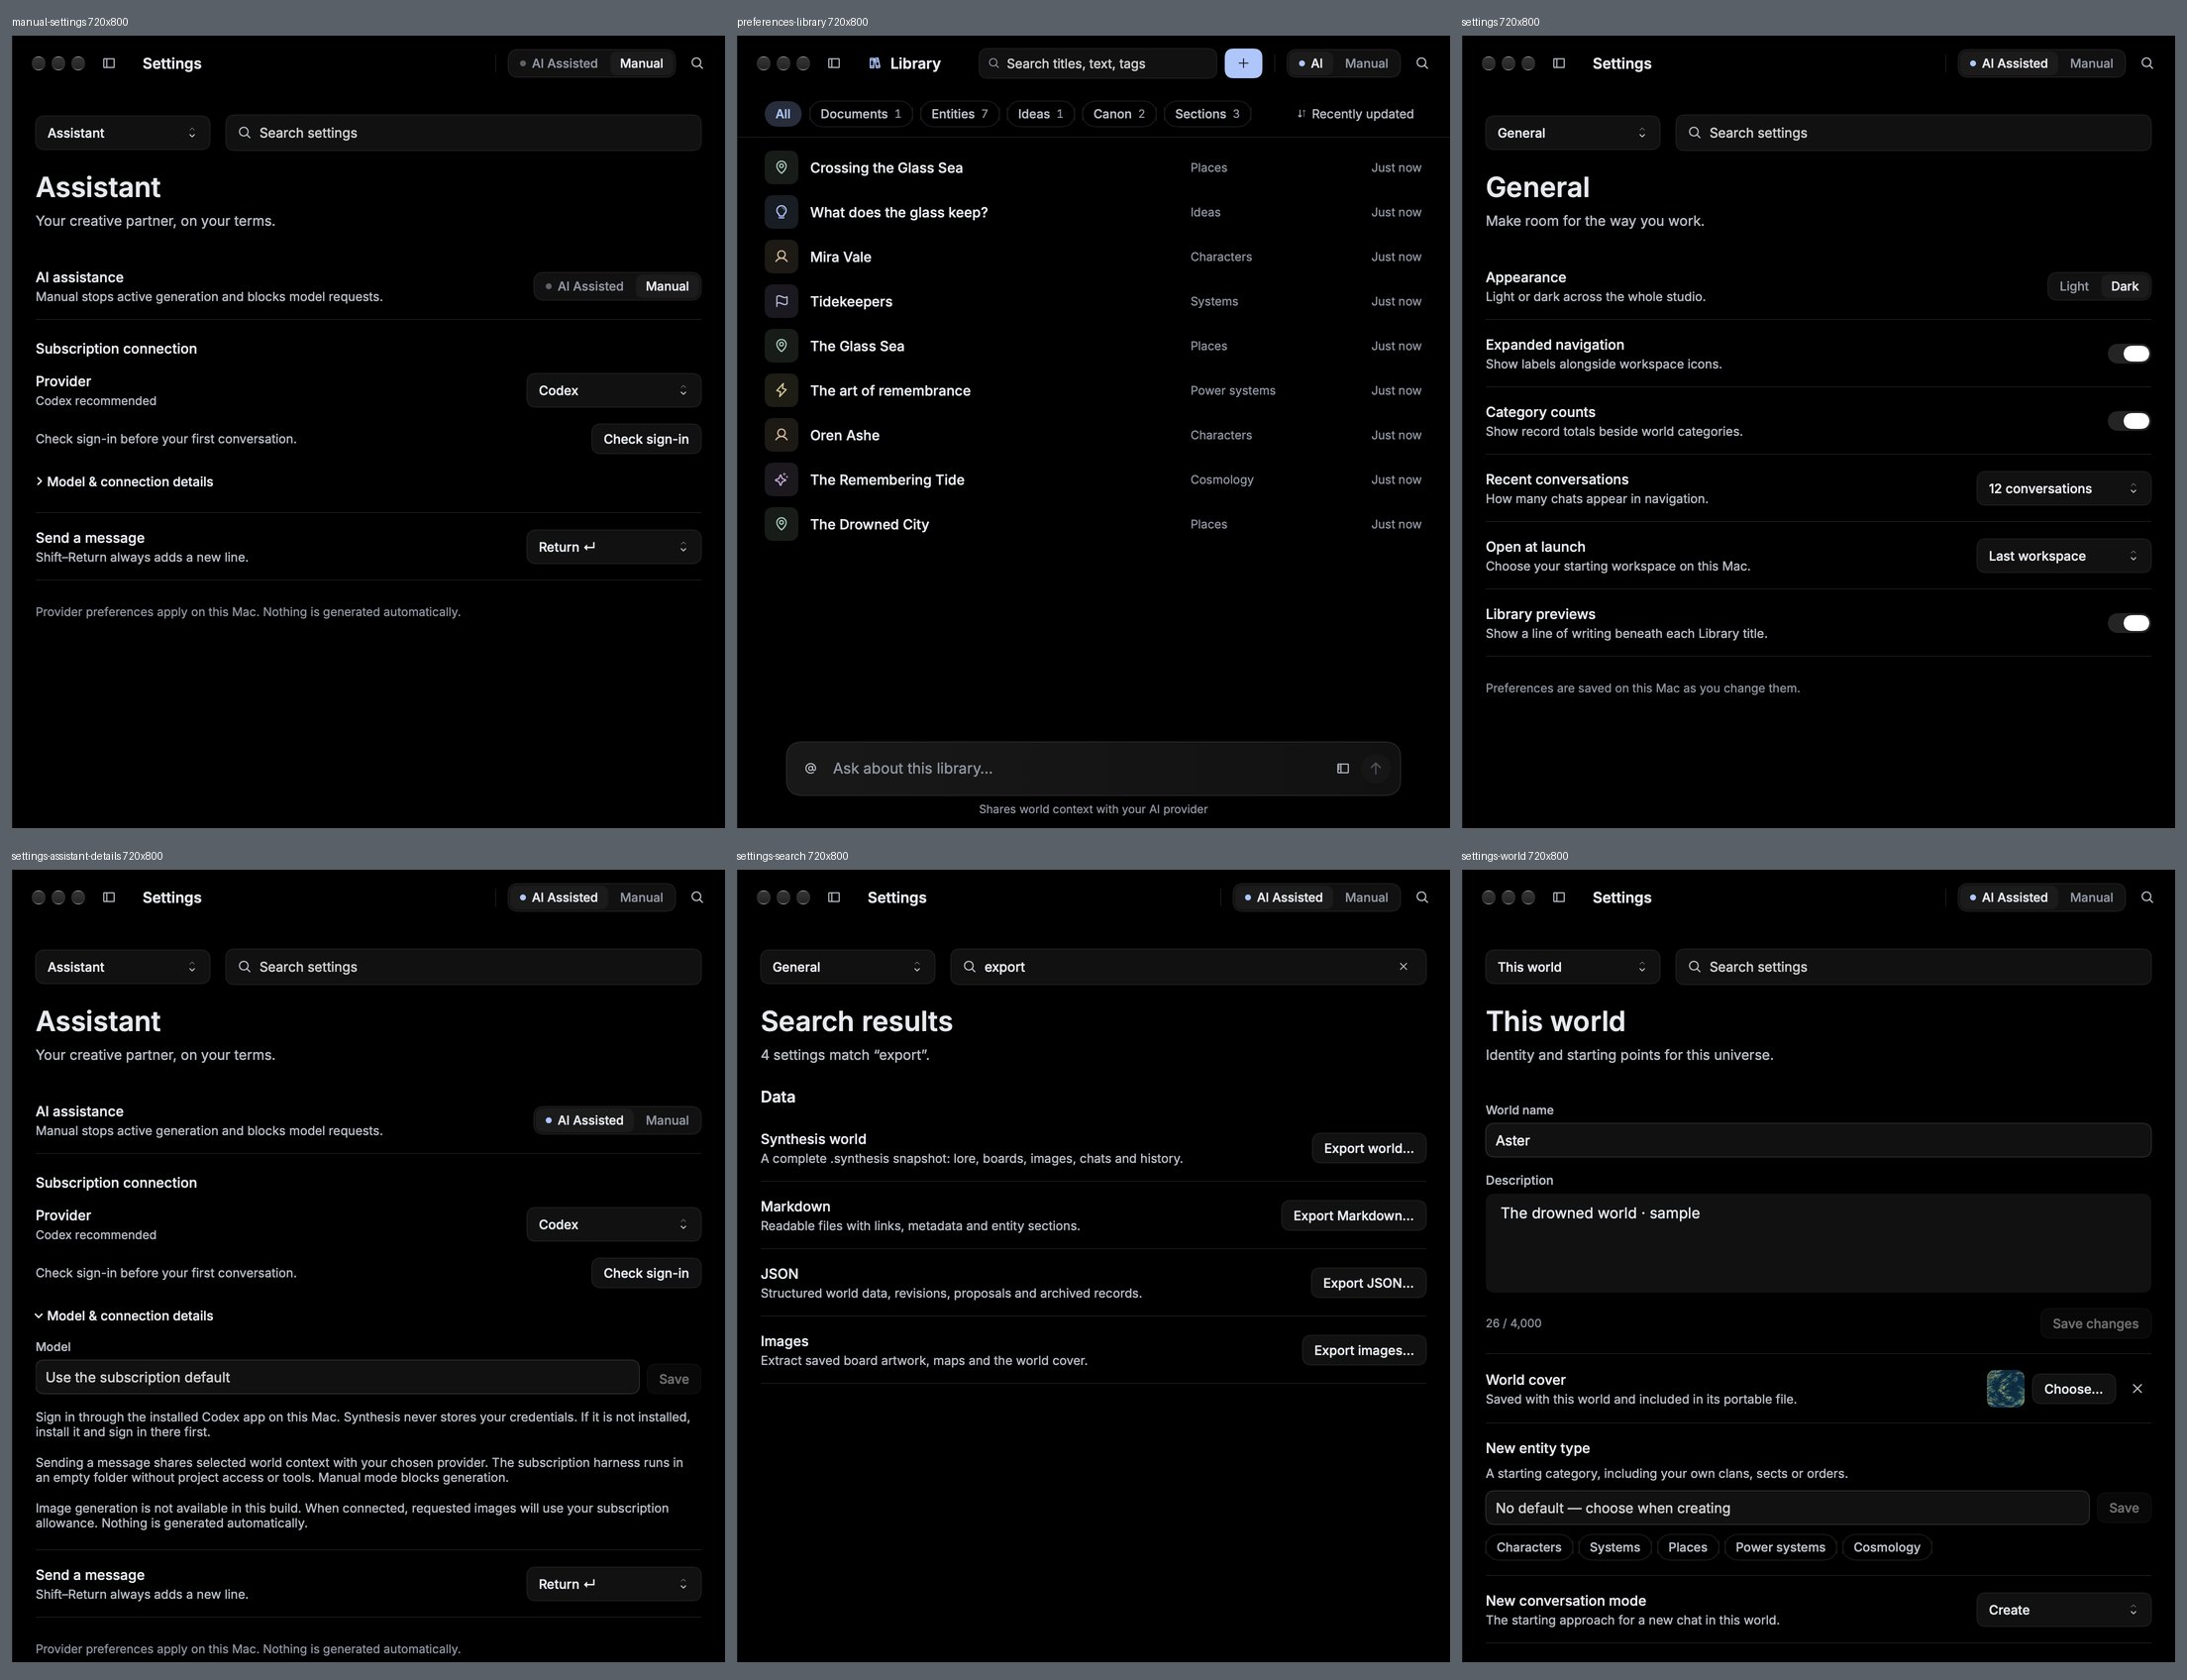 manual-settings 720x800
Settings
AI Assisted
Manual
Assistant
Search settings
Assistant
Your creative partner, on your terms.
AI assistance
Manual stops active generation and blocks model requests.
AI Assisted
Manual
Subscription connection
Provider
Codex recommended
Codex
Check sign-in before your first conversation.
Check sign-in
Model & connection details
Send a message
Shift–Return always adds a new line.
Return ↵
Provider preferences apply on this Mac. Nothing is generated automatically.
preferences-library 720x800
Library
Search titles, text, tags
AI
Manual
All
Documents 1
Entities 7
Ideas 1
Canon 2
Sections 3
Recently updated
Crossing the Glass Sea Places Just now
What does the glass keep? Ideas Just now
Mira Vale Characters Just now
Tidekeepers Systems Just now
The Glass Sea Places Just now
The art of remembrance Power systems Just now
Oren Ashe Characters Just now
The Remembering Tide Cosmology Just now
The Drowned City Places Just now
@ Ask about this library...
Shares world context with your AI provider
settings 720x800
Settings
AI Assisted
Manual
General
Search settings
General
Make room for the way you work.
Appearance
Light or dark across the whole studio.
Light
Dark
Expanded navigation
Show labels alongside workspace icons.
Category counts
Show record totals beside world categories.
Recent conversations
How many chats appear in navigation.
12 conversations
Open at launch
Choose your starting workspace on this Mac.
Last workspace
Library previews
Show a line of writing beneath each Library title.
Preferences are saved on this Mac as you change them.
settings-assistant-details 720x800
Settings
AI Assisted
Manual
Assistant
Search settings
Assistant
Your creative partner, on your terms.
AI assistance
Manual stops active generation and blocks model requests.
AI Assisted
Manual
Subscription connection
Provider
Codex recommended
Codex
Check sign-in before your first conversation.
Check sign-in
Model & connection details
Model
Use the subscription default
Save
Sign in through the installed Codex app on this Mac. Synthesis never stores your credentials. If it is not installed,
install it and sign in there first.
Sending a message shares selected world context with your chosen provider. The subscription harness runs in
an empty folder without project access or tools. Manual mode blocks generation.
Image generation is not available in this build. When connected, requested images will use your subscription
allowance. Nothing is generated automatically.
Send a message
Shift–Return always adds a new line.
Return ↵
Provider preferences apply on this Mac. Nothing is generated automatically.
settings-search 720x800
Settings
AI Assisted
Manual
General
export
Search results
4 settings match “export”.
Data
Synthesis world
A complete .synthesis snapshot: lore, boards, images, chats and history.
Export world...
Markdown
Readable files with links, metadata and entity sections.
Export Markdown...
JSON
Structured world data, revisions, proposals and archived records.
Export JSON...
Images
Extract saved board artwork, maps and the world cover.
Export images...
settings-world 720x800
Settings
AI Assisted
Manual
This world
Search settings
This world
Identity and starting points for this universe.
World name
Aster
Description
The drowned world · sample
26 / 4,000
Save changes
World cover
Saved with this world and included in its portable file.
Choose...
New entity type
A starting category, including your own clans, sects or orders.
No default — choose when creating
Save
Characters
Systems
Places
Power systems
Cosmology
New conversation mode
The starting approach for a new chat in this world.
Create